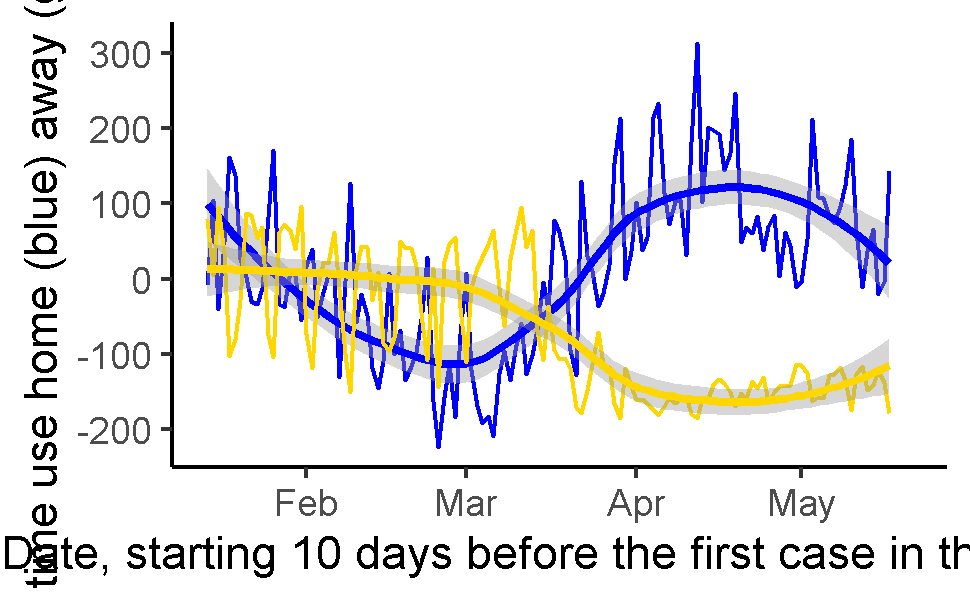 time use home (blue) away (
300
200
100
0
-100
-200
Feb Mar Apr May
Date, starting 10 days before the first case in th